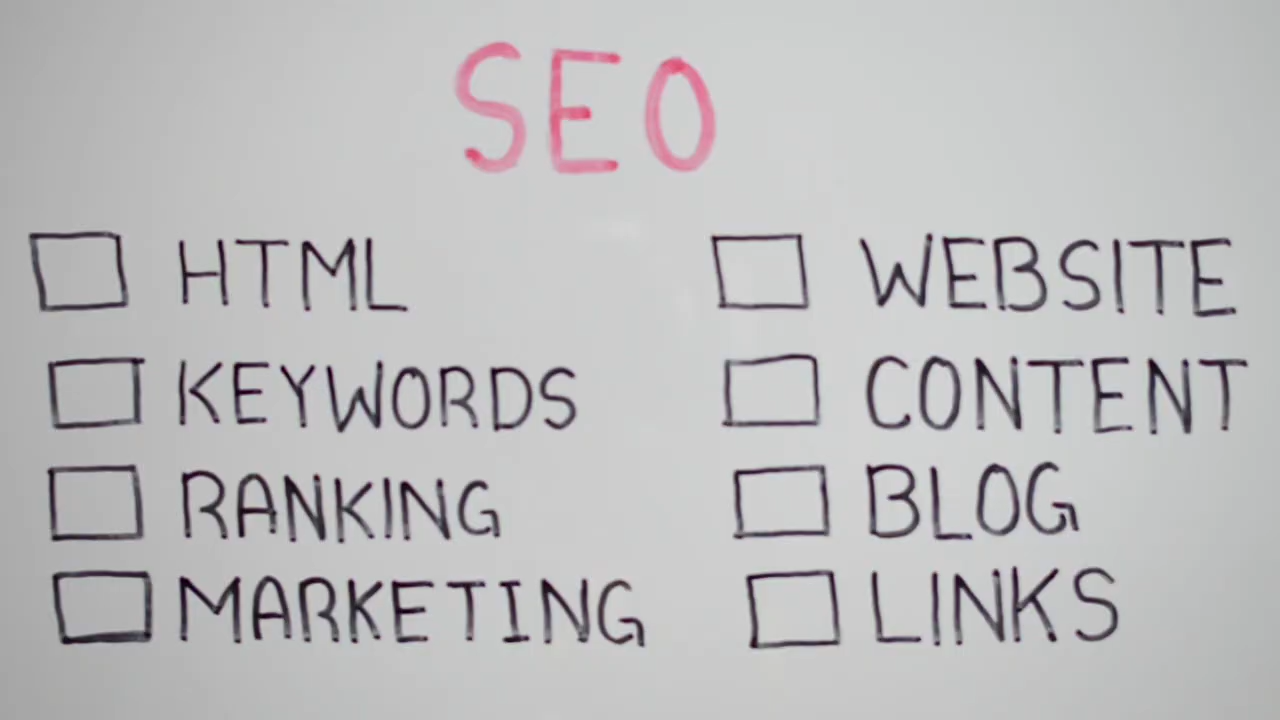 SEO
HTML
KEYWORDS
RANKING
MARKETING
WEBSITE
CONTENT
BLOG
LINKS